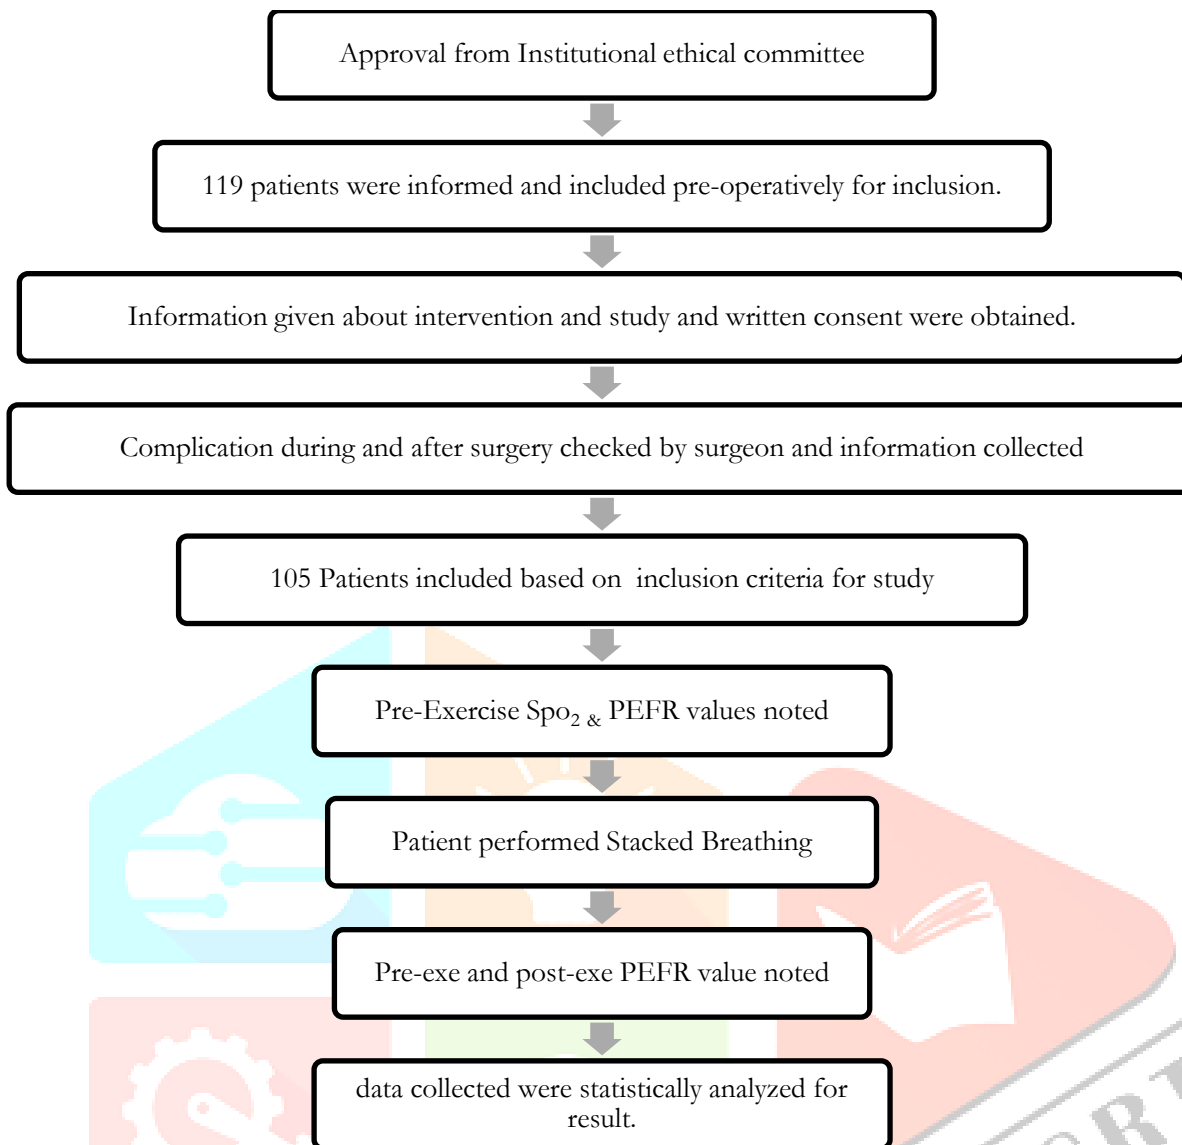 Approval from Institutional ethical committee
119 patients were informed and included pre-operatively for inclusion.
Information given about intervention and study and written consent were obtained.
Complication during and after surgery checked by surgeon and information collected
105 Patients included based on inclusion criteria for study
Pre-Exercise Spo₂ & PEFR values noted
Patient performed Stacked Breathing
Pre-exe and post-exe PEFR value noted
data collected were statistically analyzed for
result.